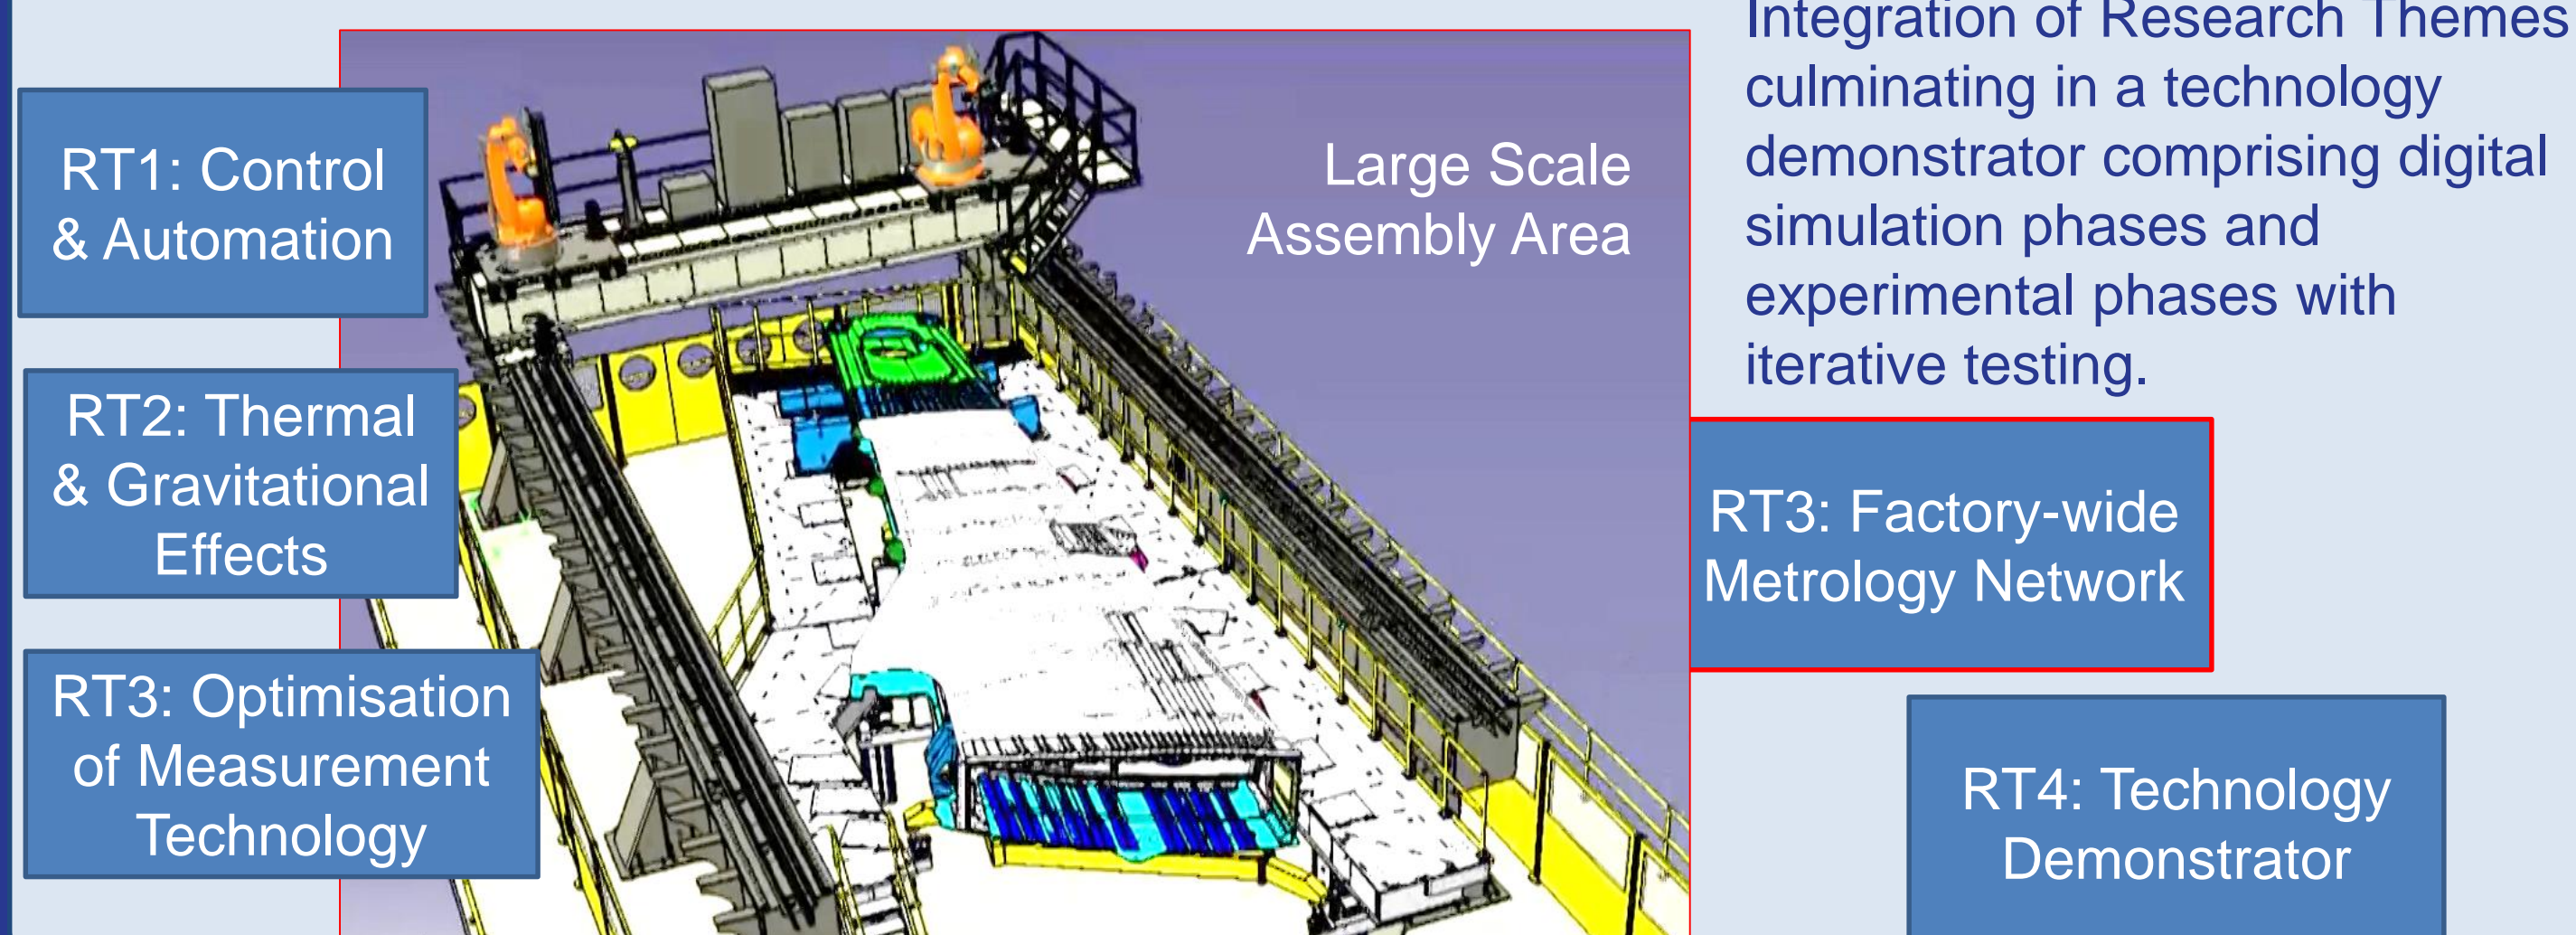 RT1: Control
& Automation
RT2: Thermal
& Gravitational
Effects
RT3: Optimisation
of Measurement
Technology
Large Scale
Assembly Area
Integration of Research Themes
culminating in a technology
demonstrator comprising digital
simulation phases and
experimental phases with
iterative testing.
RT3: Factory-wide
Metrology Network
RT4: Technology
Demonstrator